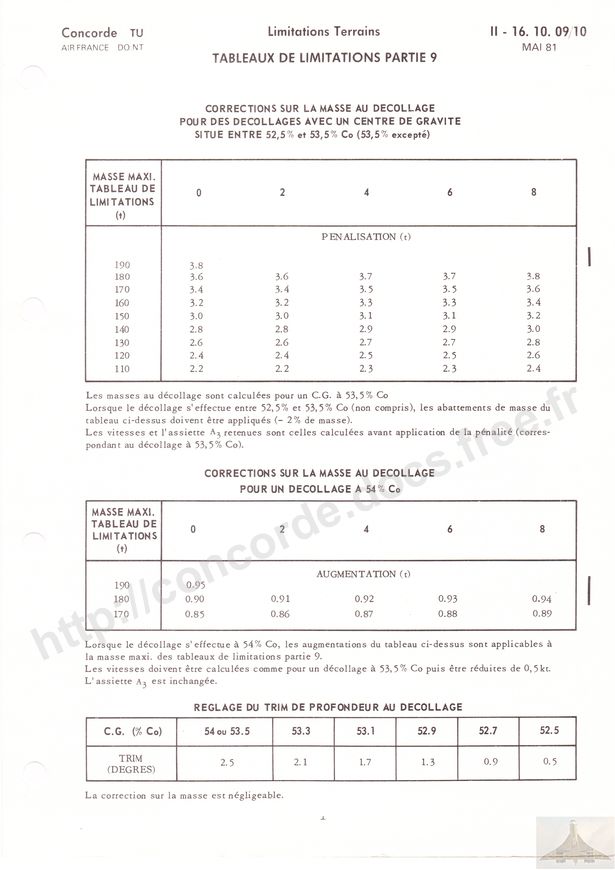 Concorde TU
Limitations Terrains
II - 16. 10. 09/10
AIR FRANCE DO.NT
MAI 81
TABLEAUX DE LIMITATIONS PARTIE 9
CORRECTIONS SUR LA MASSE AU DECOLLAGE
POUR DES DECOLLAGES AVEC UN CENTRE DE GRAVITE
SITUE ENTRE 52,5% et 53,5% Co (53,5% excepté)
MASSE MAXI. TABLEAU DE LIMITATIONS (t) 0 2 4 6 8
PENALISATION (t)
190 3.8
180 3.6 3.6 3.7 3.7 3.8
170 3.4 3.4 3.5 3.5 3.6
160 3.2 3.2 3.3 3.3 3.4
150 3.0 3.0 3.1 3.1 3.2
140 2.8 2.8 2.9 2.9 3.0
130 2.6 2.6 2.7 2.7 2.8
120 2.4 2.4 2.5 2.5 2.6
110 2.2 2.2 2.3 2.3 2.4
Les masses au décollage sont calculées pour un C.G. à 53,5% Co
Lorsque le décollage s'effectue entre 52,5% et 53,5% Co (non compris), les abattements de masse du
tableau ci-dessus doivent être appliqués (- 2% de masse).
Les vitesses et l'assiette A3 retenues sont celles calculées avant application de la pénalité (corres-
pondant au décollage à 53,5% Co).
CORRECTIONS SUR LA MASSE AU DECOLLAGE
POUR UN DECOLLAGE A 54% Co
MASSE MAXI. TABLEAU DE LIMITATIONS (t) 0 2 4 6 8
AUGMENTATION (t)
190 0.95
180 0.90 0.91 0.92 0.93 0.94
170 0.85 0.86 0.87 0.88 0.89
Lorsque le décollage s'effectue à 54% Co, les augmentations du tableau ci-dessus sont applicables à
la masse maxi. des tableaux de limitations partie 9.
Les vitesses doivent être calculées comme pour un décollage à 53,5% Co puis être réduites de 0,5kt.
L'assiette A3 est inchangée.
REGLAGE DU TRIM DE PROFONDEUR AU DECOLLAGE
C.G. (% Co) 54 ou 53.5 53.3 53.1 52.9 52.7 52.5
TRIM (DEGRES) 2.5 2.1 1.7 1.3 0.9 0.5
La correction sur la masse est négligeable.
http://concorde.docs.free.fr